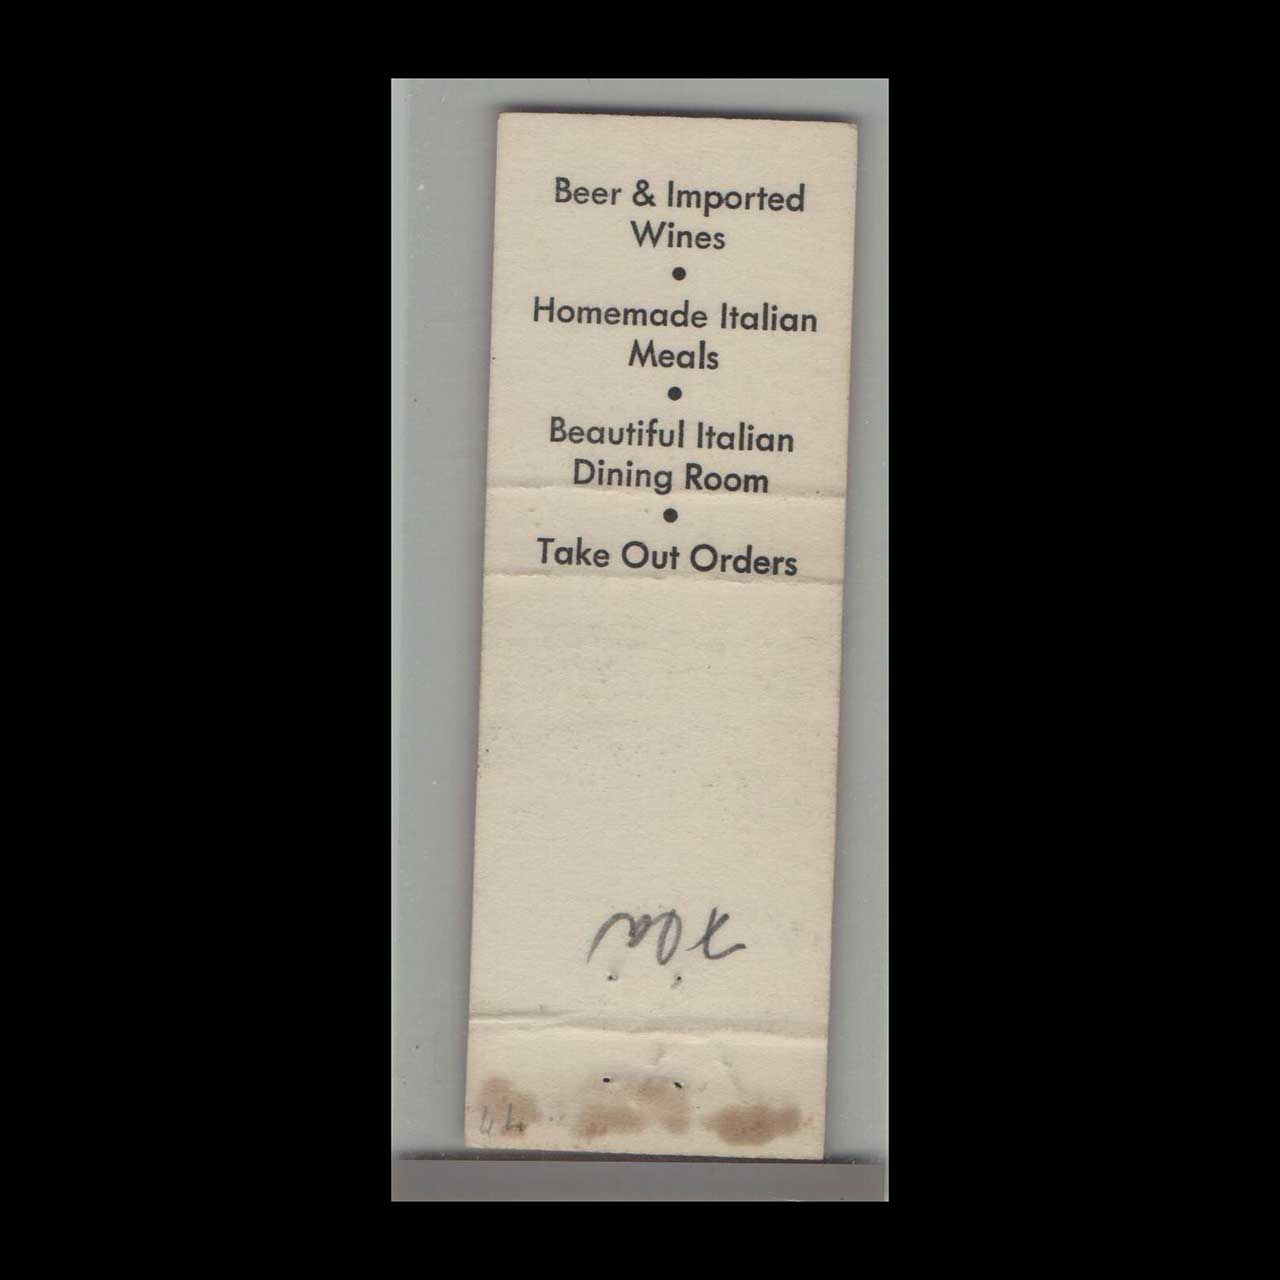 Beer & Imported
Wines
•
Homemade Italian
Meals
•
Beautiful Italian
Dining Room
•
Take Out Orders